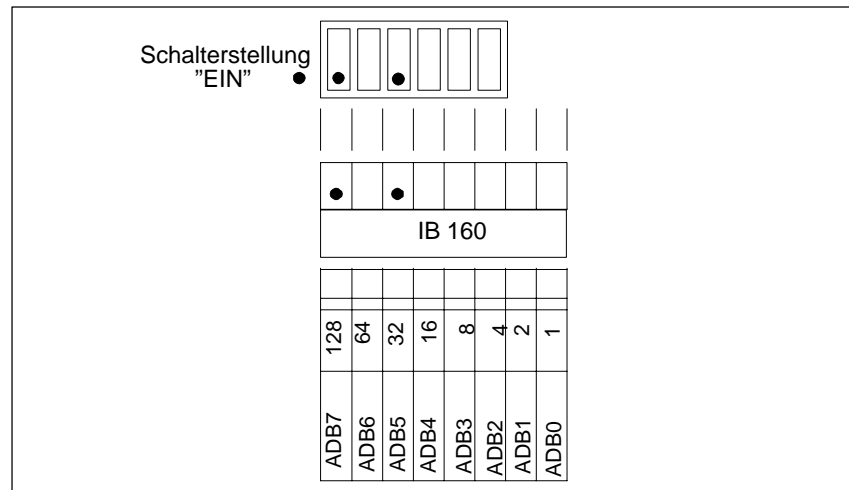 Schalterstellung
”EIN”
IB 160
128 64 32 16 8 4 2 1
ADB7 ADB6 ADB5 ADB4 ADB3 ADB2 ADB1 ADB0